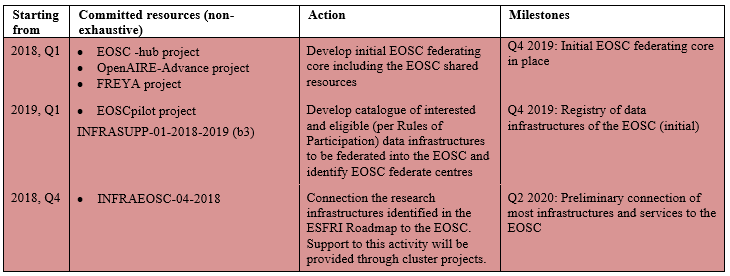 Starting from
Committed resources (non-exhaustive)
Action
Milestones
2018, Q1
• EOSC -hub project
• OpenAIRE-Advance project
• FREYA project
Develop initial EOSC federating
core including the EOSC shared
resources
Q4 2019: Initial EOSC federating core
in place
2019, Q1
• EOSCpilot project
INFRASUPP-01-2018-2019 (b3)
Develop catalogue of interested
and eligible (per Rules of
Participation) data infrastructures
to be federated into the EOSC and
identify EOSC federate centres
Q4 2019: Registry of data
infrastructures of the EOSC (initial)
2018, Q4
• INFRAEOSC-04-2018
Connection the research
infrastructures identified in the
ESFRI Roadmap to the EOSC.
Support to this activity will be
provided through cluster projects.
Q2 2020: Preliminary connection of
most infrastructures and services to the
EOSC